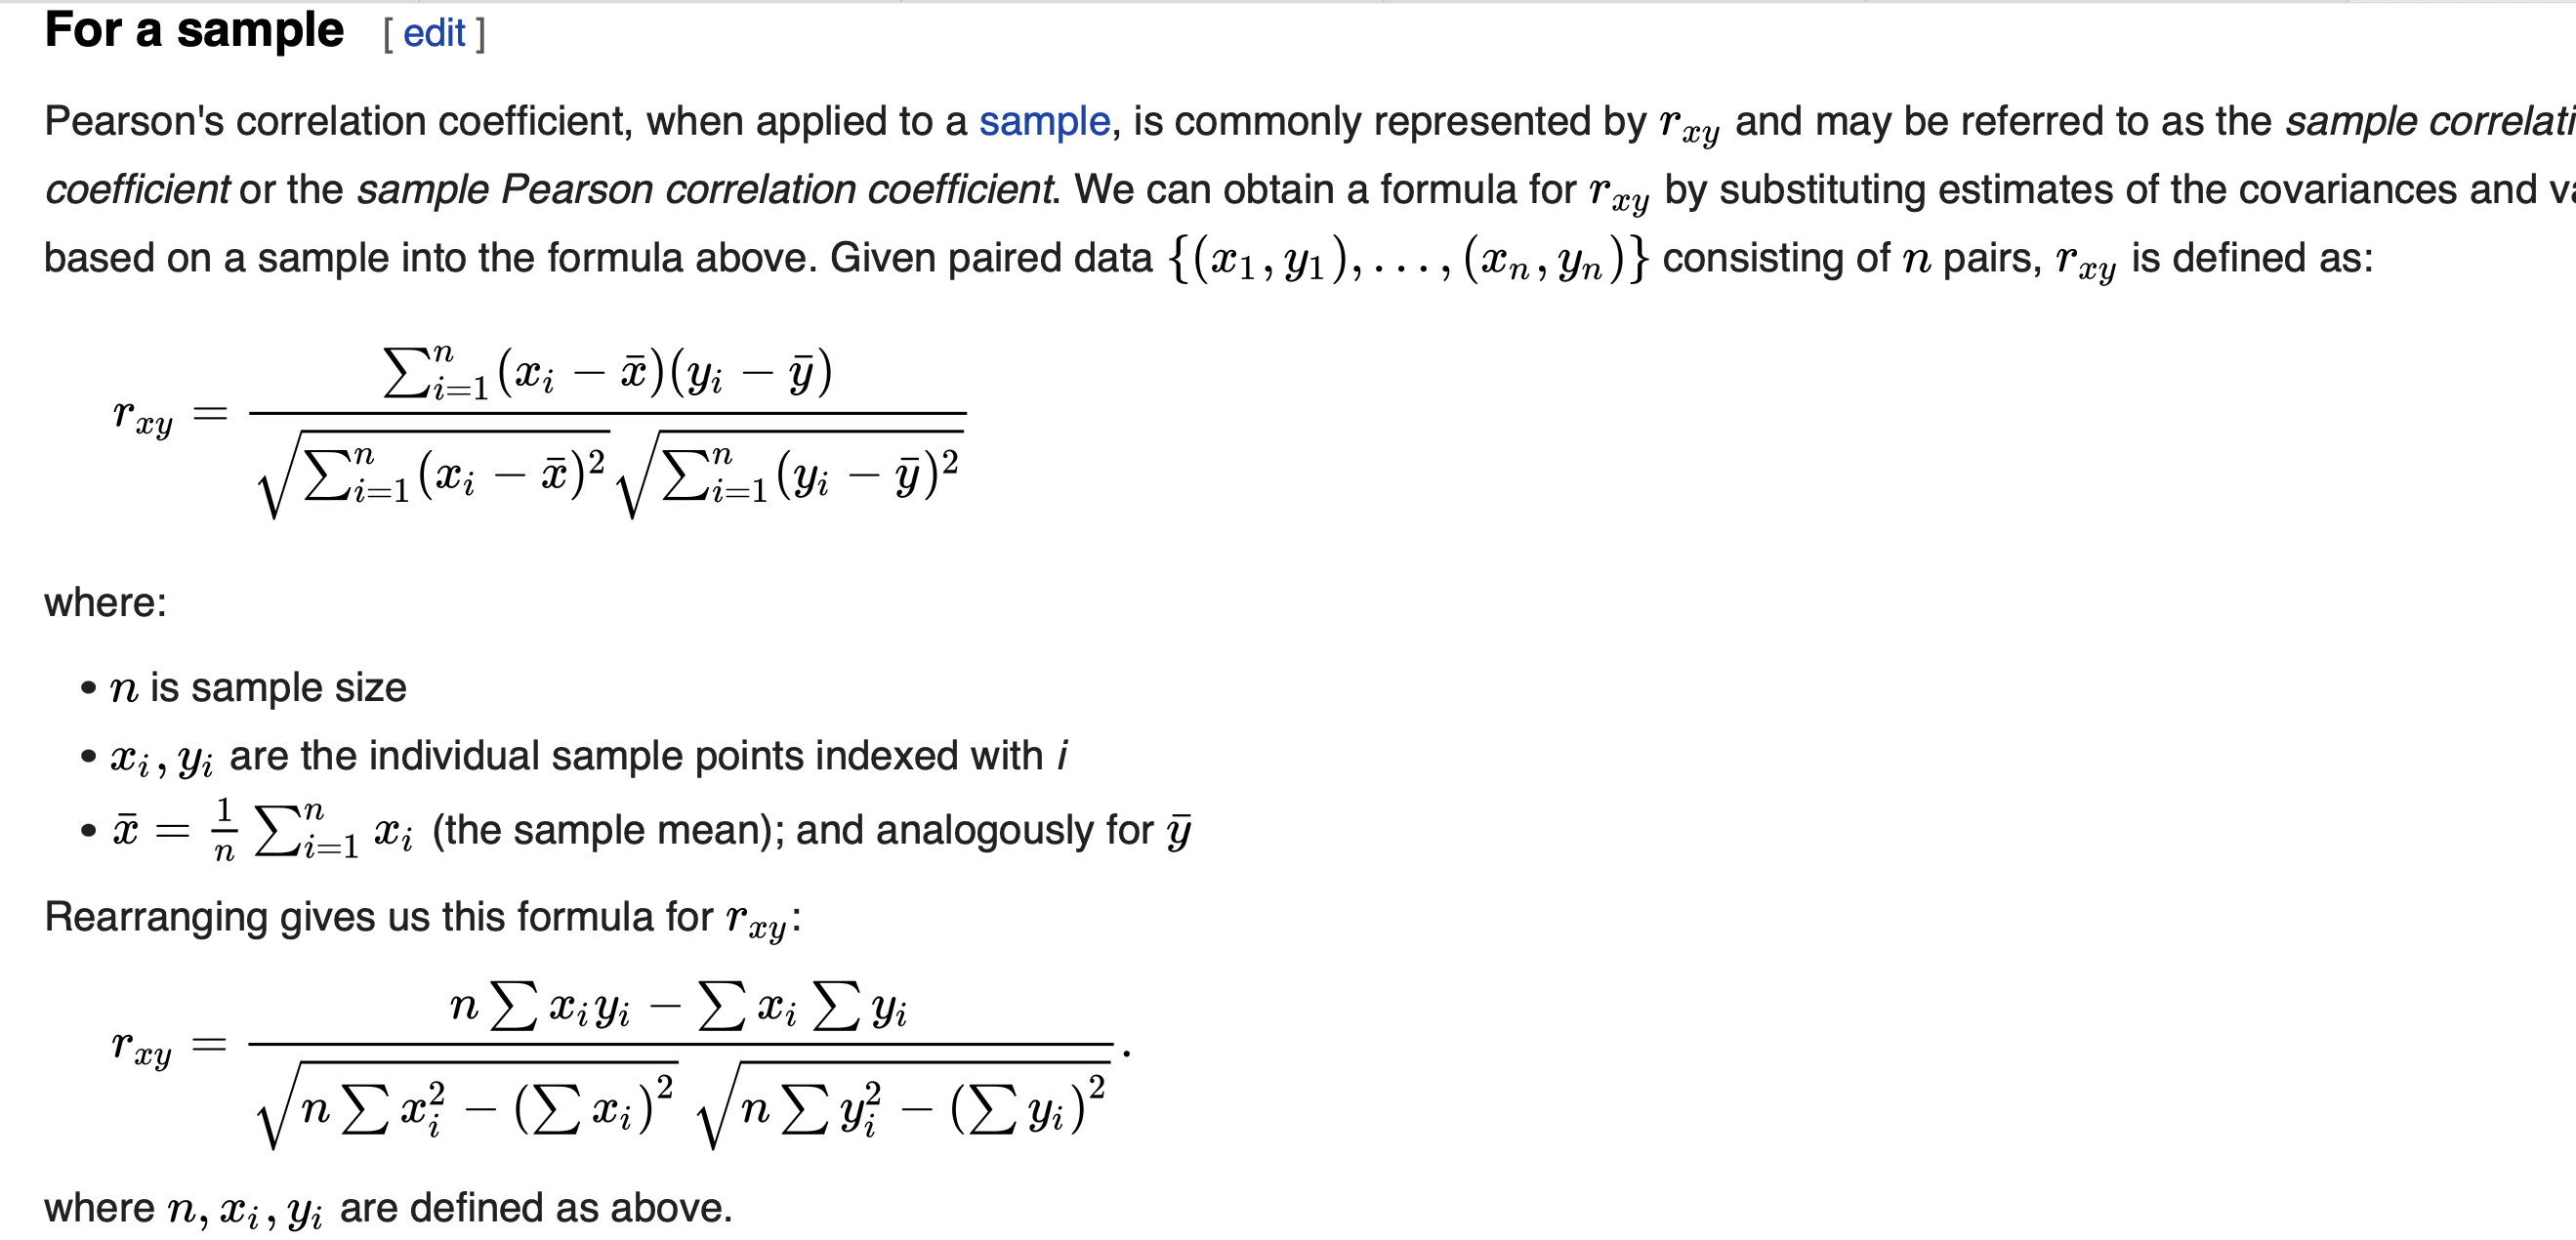 For a sample [ edit ]
Pearson's correlation coefficient, when applied to a sample, is commonly represented by r_{xy} and may be referred to as the sample correlati
coefficient or the sample Pearson correlation coefficient. We can obtain a formula for r_{xy} by substituting estimates of the covariances and va
based on a sample into the formula above. Given paired data {(x_1, y_1), ..., (x_n, y_n)} consisting of n pairs, r_{xy} is defined as:
r_{xy} = \frac{\sum_{i=1}^{n}(x_i - \bar{x})(y_i - \bar{y})}{\sqrt{\sum_{i=1}^{n}(x_i - \bar{x})^2}\sqrt{\sum_{i=1}^{n}(y_i - \bar{y})^2}}
where:
• n is sample size
• x_i, y_i are the individual sample points indexed with i
• \bar{x} = \frac{1}{n}\sum_{i=1}^{n} x_i (the sample mean); and analogously for \bar{y}
Rearranging gives us this formula for r_{xy}:
r_{xy} = \frac{n\sum x_i y_i - \sum x_i \sum y_i}{\sqrt{n\sum x_i^2 - (\sum x_i)^2}\sqrt{n\sum y_i^2 - (\sum y_i)^2}}.
where n, x_i, y_i are defined as above.